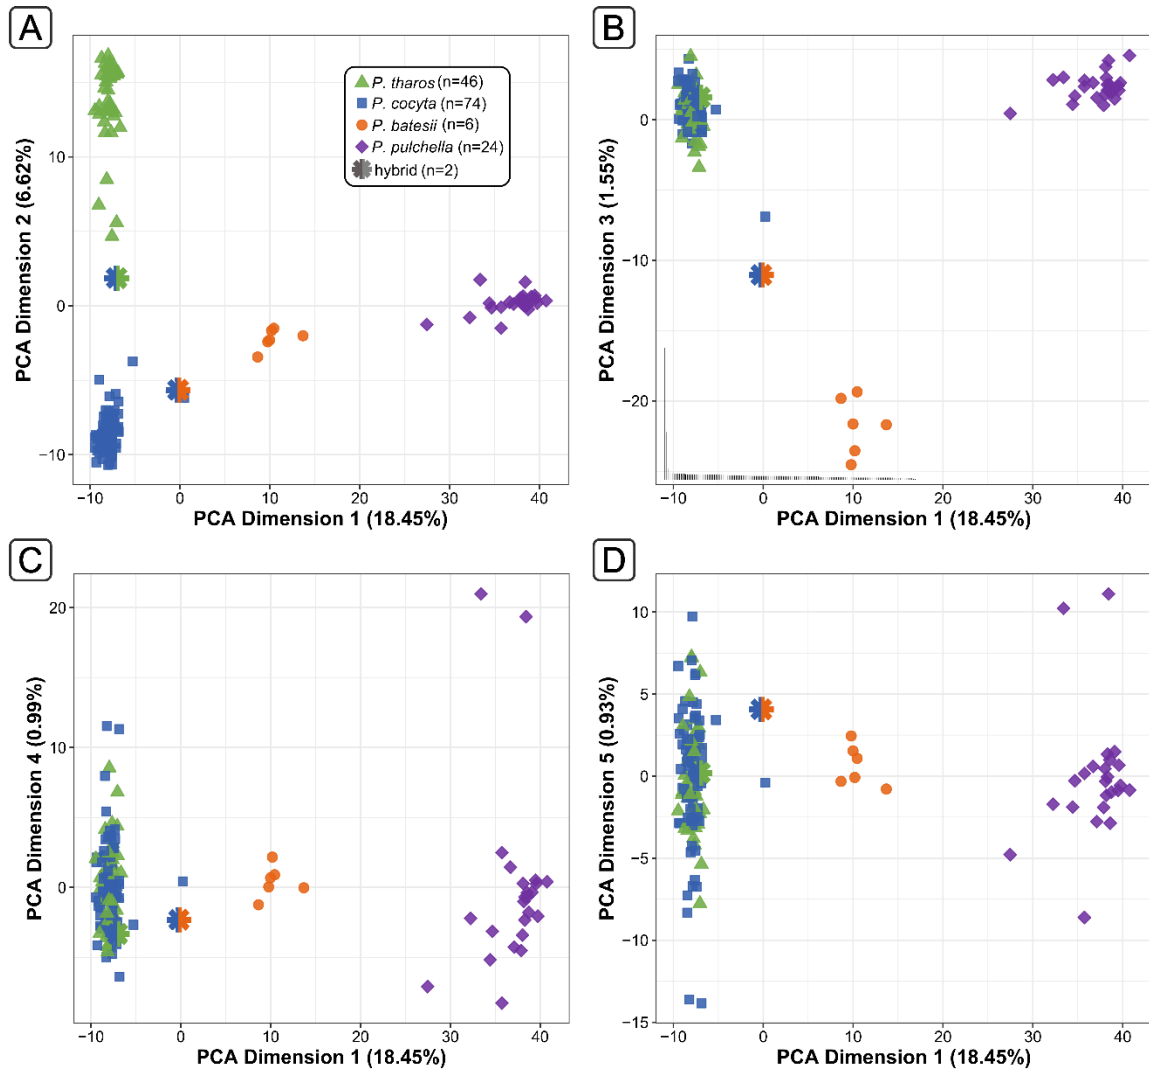 A
PCA Dimension 2 (6.62%)
10
0
−10
P. tharos (n=46)
P. cocyta (n=74)
P. batesii (n=6)
P. pulchella (n=24)
hybrid (n=2)
−10 0 10 20 30 40
PCA Dimension 1 (18.45%)
B
PCA Dimension 3 (1.55%)
0
−10
−20
−10 0 10 20 30 40
PCA Dimension 1 (18.45%)
C
PCA Dimension 4 (0.99%)
20
10
0
−10 0 10 20 30 40
PCA Dimension 1 (18.45%)
D
PCA Dimension 5 (0.93%)
10
5
0
−5
−10
−15
−10 0 10 20 30 40
PCA Dimension 1 (18.45%)